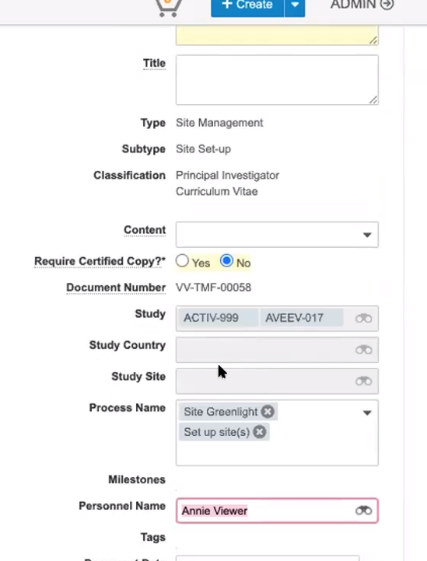 + Create
ADMIN
Title
Type Site Management
Subtype Site Set-up
Classification Principal Investigator
Curriculum Vitae
Content
Require Certified Copy?* Yes No
Document Number VV-TMF-00058
Study ACTIV-999 AVEEV-017
Study Country
Study Site
Process Name Site Greenlight
Set up site(s)
Milestones
Personnel Name Annie Viewer
Tags